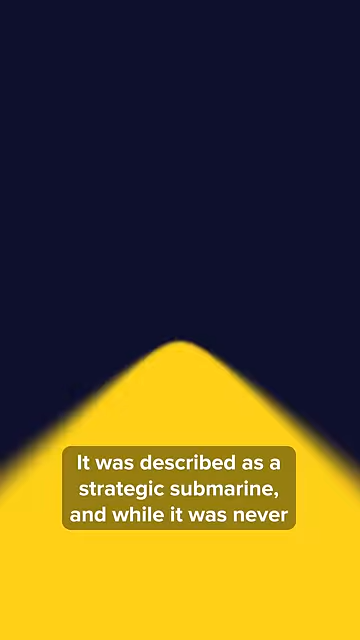 It was described as a
strategic submarine,
and while it was never